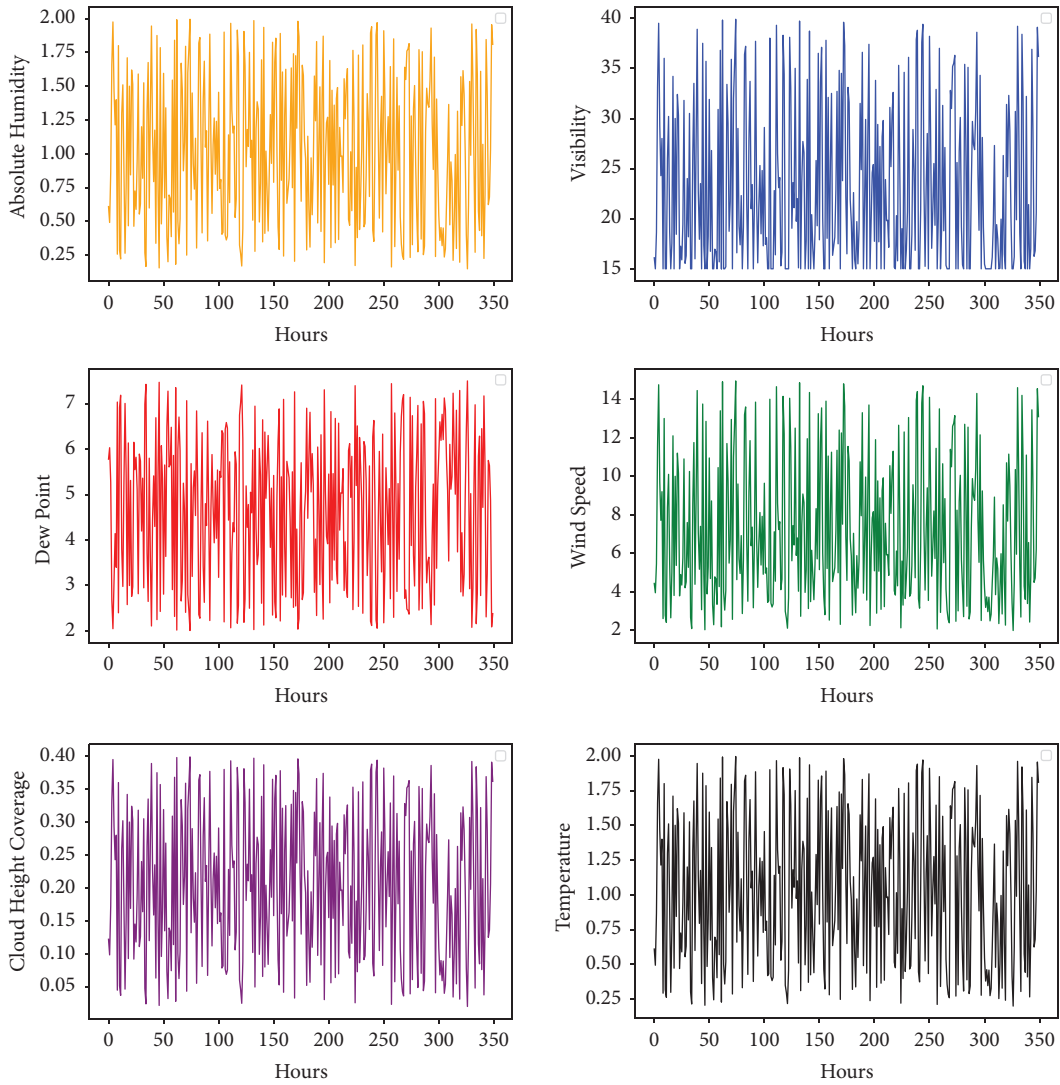 Absolute Humidity
2.00
1.75
1.50
1.25
1.00
0.75
0.50
0.25
0 50 100 150 200 250 300 350
Hours
Visibility
40
35
30
25
20
15
0 50 100 150 200 250 300 350
Hours
Dew Point
7
6
5
4
3
2
0 50 100 150 200 250 300 350
Hours
Wind Speed
14
12
10
8
6
4
2
0 50 100 150 200 250 300 350
Hours
Cloud Height Coverage
0.40
0.35
0.30
0.25
0.20
0.15
0.10
0.05
0 50 100 150 200 250 300 350
Hours
Temperature
2.00
1.75
1.50
1.25
1.00
0.75
0.50
0.25
0 50 100 150 200 250 300 350
Hours